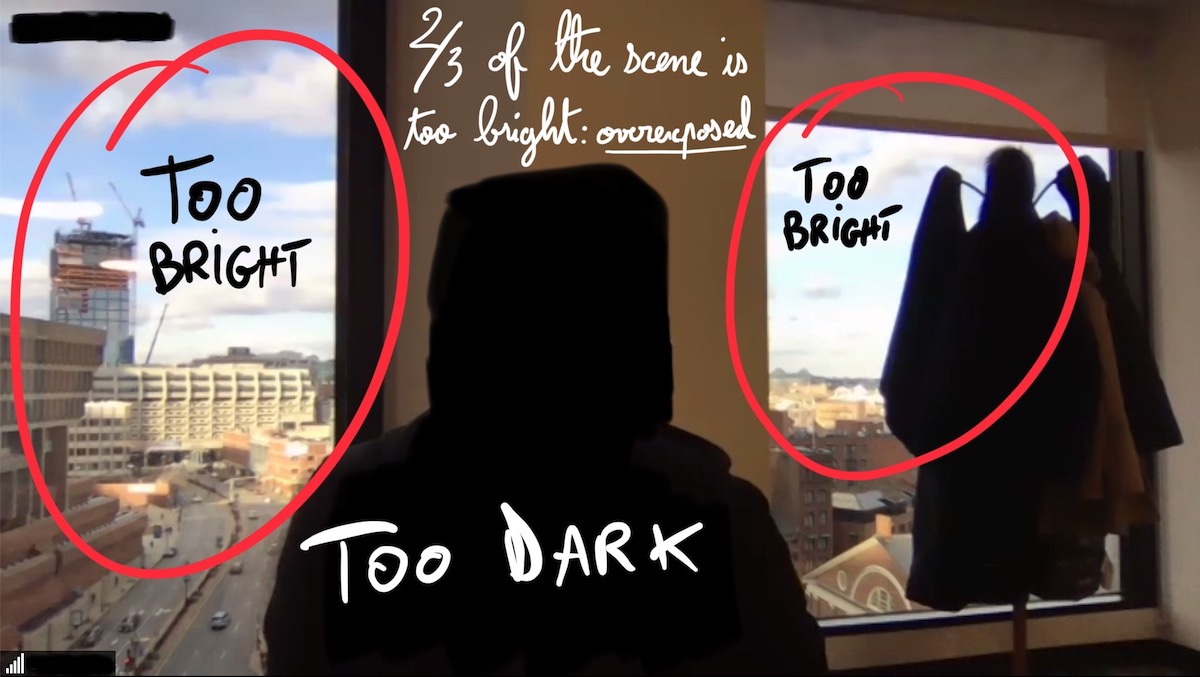 2/3 of the scene is
too bright: overexposed
TOO
BRIGHT
TOO
BRIGHT
TOO DARK